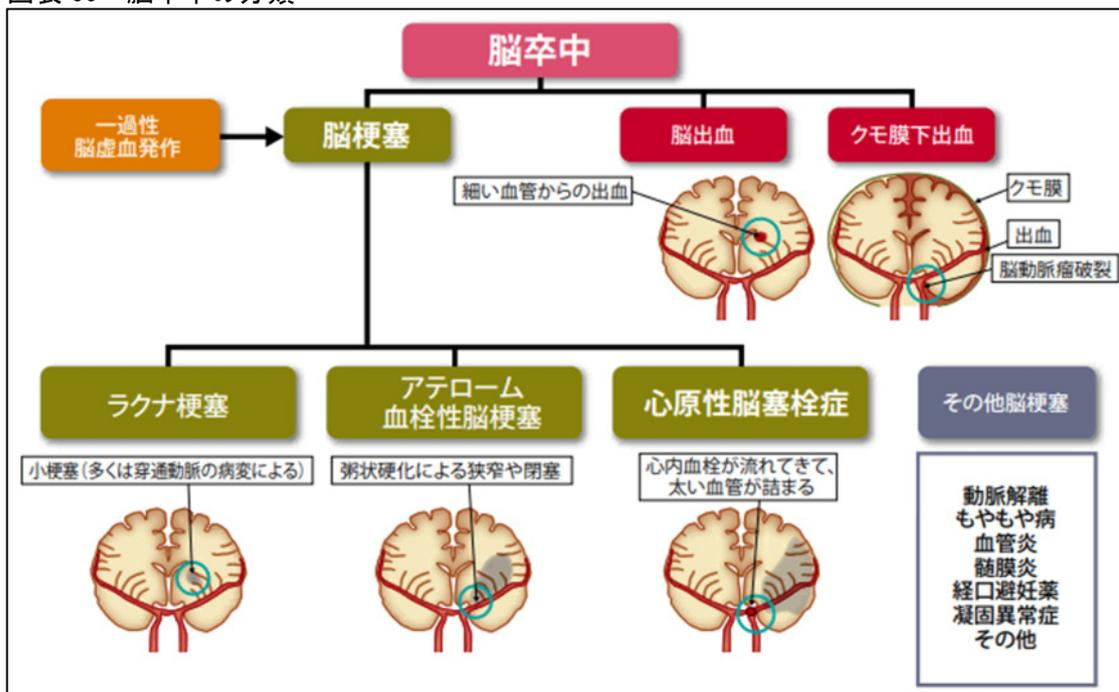 脳卒中
一過性
脳虚血発作
脳梗塞
脳出血
クモ膜下出血
細い血管からの出血
クモ膜
出血
脳動脈瘤破裂
ラクナ梗塞
アテローム
血栓性脳梗塞
心原性脳塞栓症
その他脳梗塞
小梗塞(多くは穿通動脈の病変による)
粥状硬化による狭窄や閉塞
心内血栓が流れてきて、
太い血管が詰まる
動脈解離
もやもや病
血管炎
髄膜炎
経口避妊薬
凝固異常症
その他